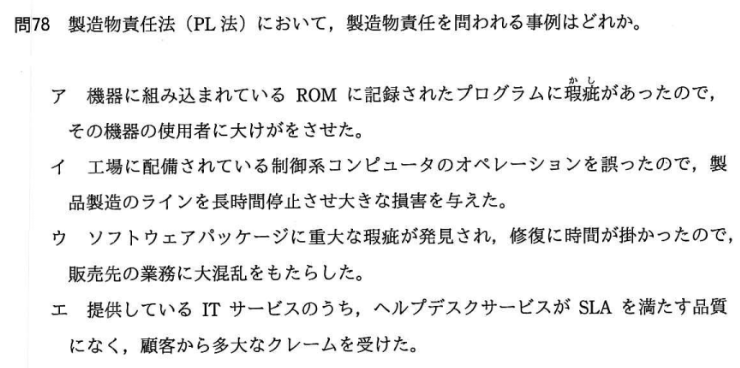 問78 製造物責任法（PL 法）において，製造物責任を問われる事例はどれか。
ア 機器に組み込まれている ROM に記録されたプログラムに瑕疵があったので，
かし
その機器の使用者に大けがをさせた。
イ 工場に配備されている制御系コンピュータのオペレーションを誤ったので，製
品製造のラインを長時間停止させ大きな損害を与えた。
ウ ソフトウェアパッケージに重大な瑕疵が発見され，修復に時間が掛かったので，
販売先の業務に大混乱をもたらした。
エ 提供している IT サービスのうち，ヘルプデスクサービスが SLA を満たす品質
になく，顧客から多大なクレームを受けた。